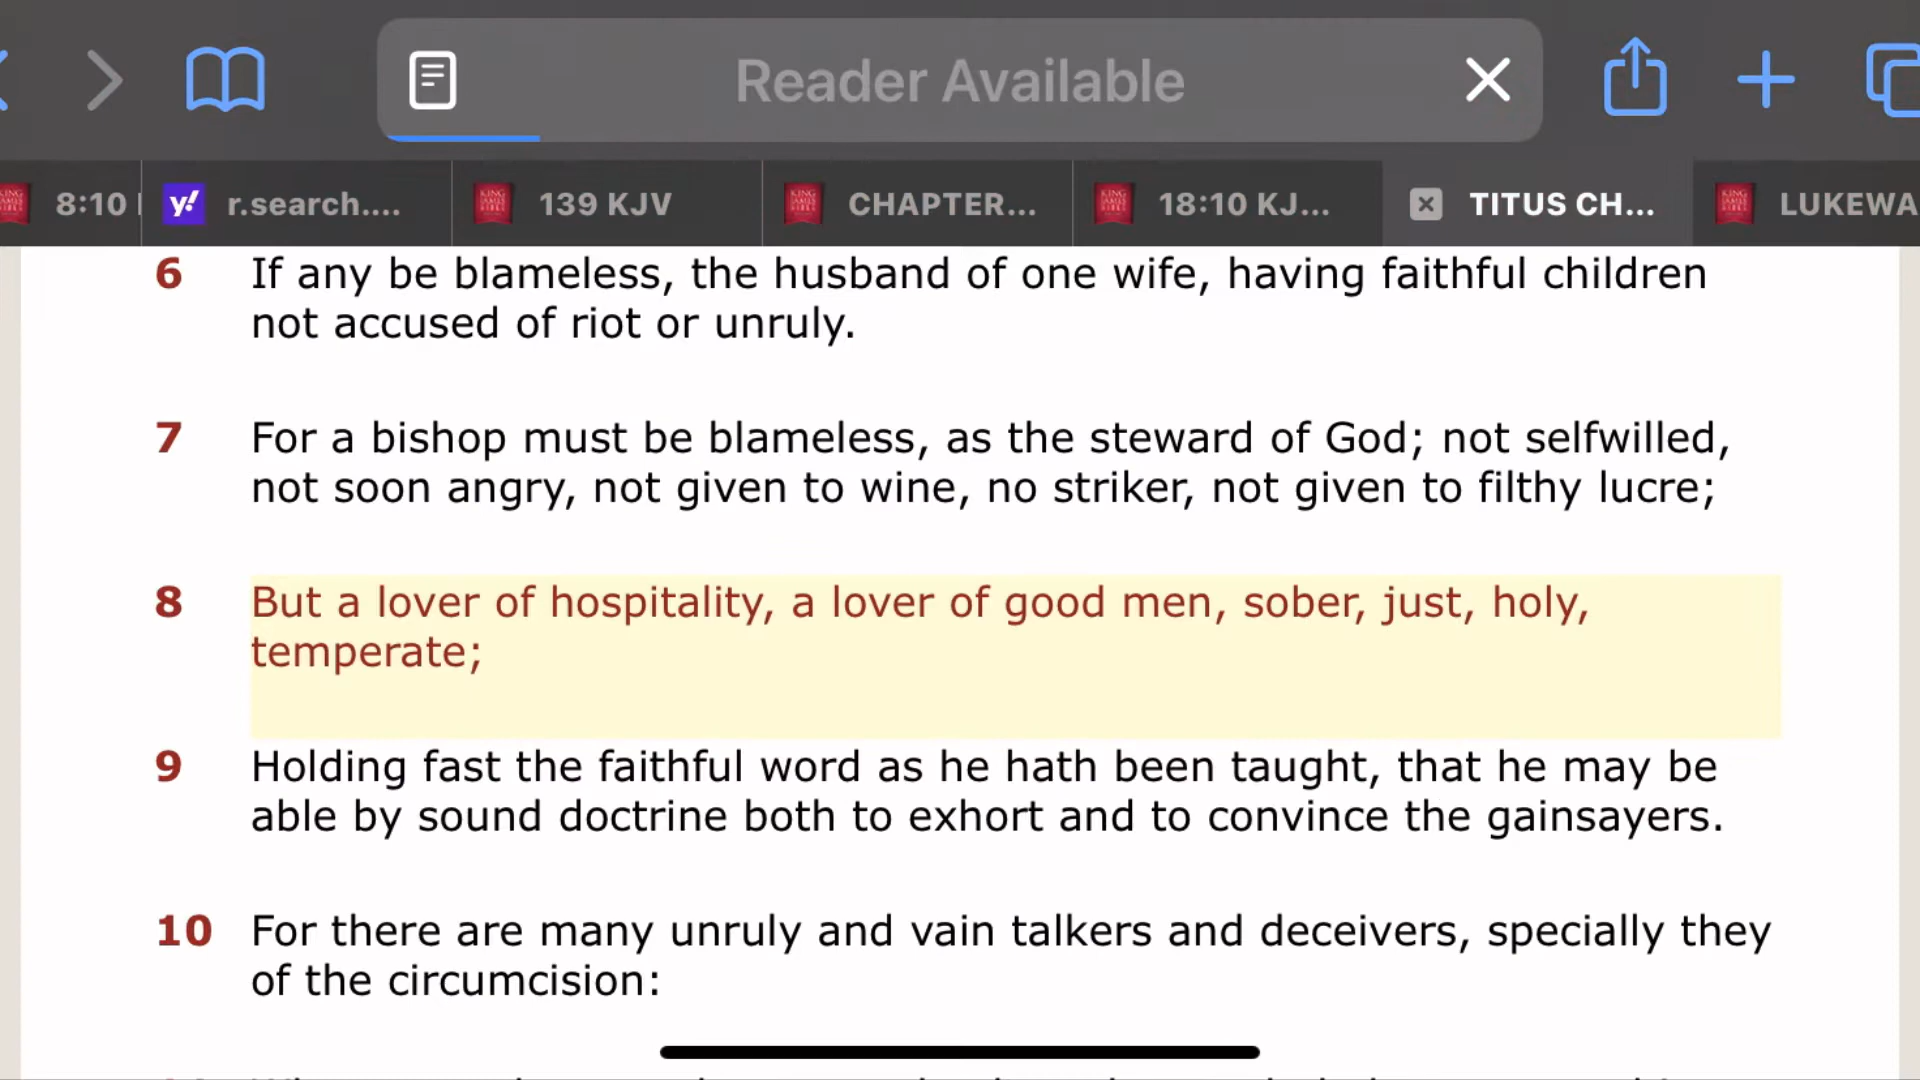 Reader Available
8:10
r.search....
139 KJV
CHAPTER...
18:10 KJ...
TITUS CH...
LUKEWA
6 If any be blameless, the husband of one wife, having faithful children
not accused of riot or unruly.
7 For a bishop must be blameless, as the steward of God; not selfwilled,
not soon angry, not given to wine, no striker, not given to filthy lucre;
8 But a lover of hospitality, a lover of good men, sober, just, holy,
temperate;
9 Holding fast the faithful word as he hath been taught, that he may be
able by sound doctrine both to exhort and to convince the gainsayers.
10 For there are many unruly and vain talkers and deceivers, specially they
of the circumcision: